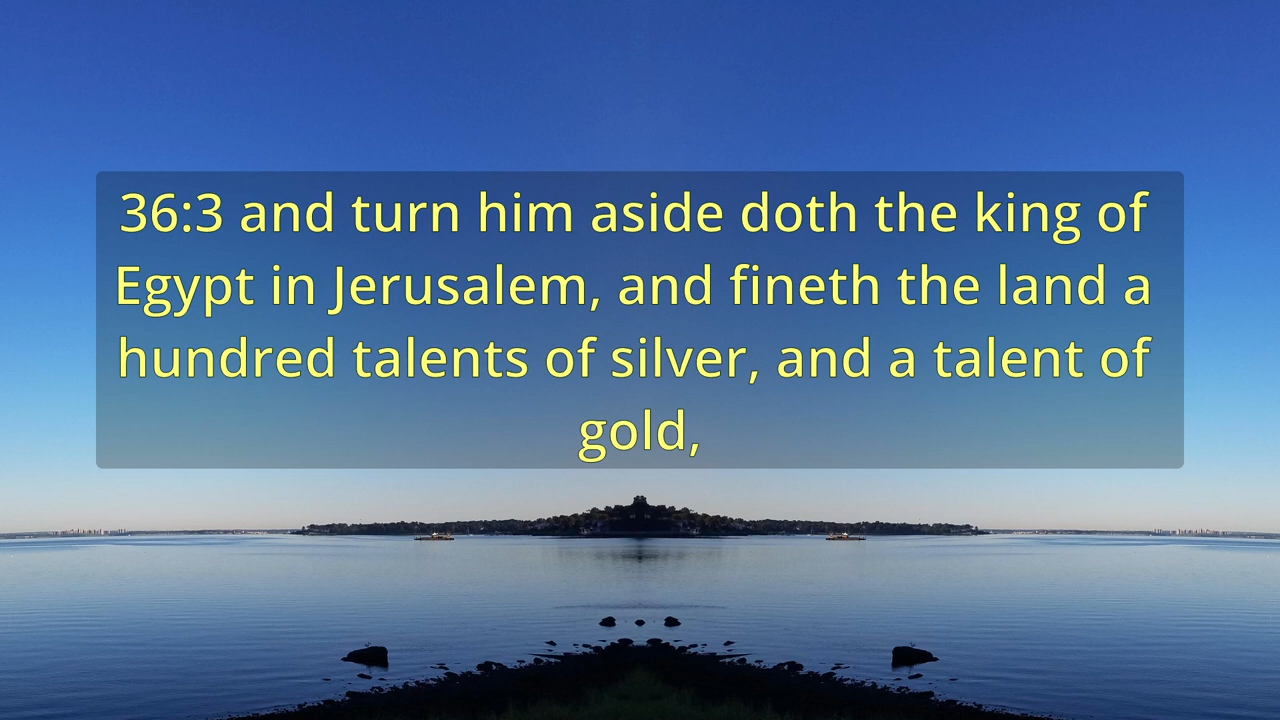 36:3 and turn him aside doth the king of
Egypt in Jerusalem, and fineth the land a
hundred talents of silver, and a talent of
gold,